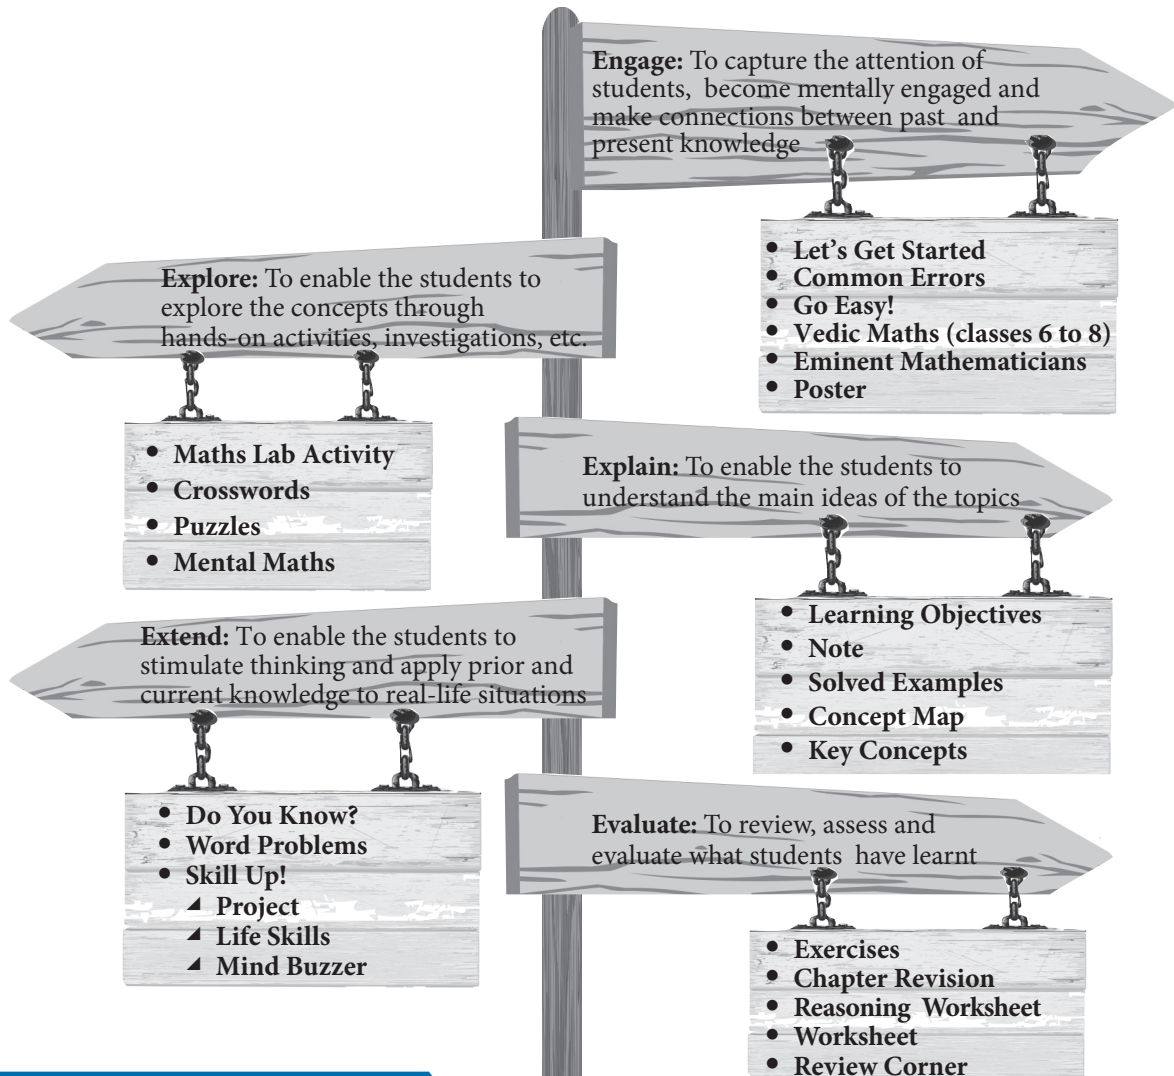 Engage: To capture the attention of
students, become mentally engaged and
make connections between past and
present knowledge
• Let's Get Started
• Common Errors
• Go Easy!
• Vedic Maths (classes 6 to 8)
• Eminent Mathematicians
• Poster
Explore: To enable the students to
explore the concepts through
hands-on activities, investigations, etc.
• Maths Lab Activity
• Crosswords
• Puzzles
• Mental Maths
Explain: To enable the students to
understand the main ideas of the topics
• Learning Objectives
• Note
• Solved Examples
• Concept Map
• Key Concepts
Extend: To enable the students to
stimulate thinking and apply prior and
current knowledge to real-life situations
• Do You Know?
• Word Problems
• Skill Up!
Project
Life Skills
Mind Buzzer
Evaluate: To review, assess and
evaluate what students have learnt
• Exercises
• Chapter Revision
• Reasoning Worksheet
• Worksheet
• Review Corner